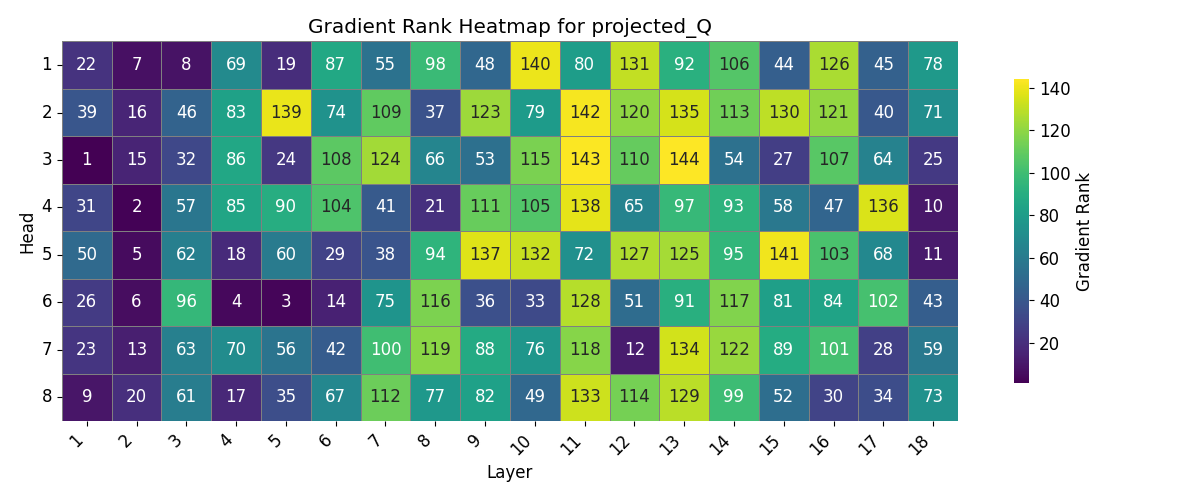 Gradient Rank Heatmap for projected_Q
1 22 7 8 69 19 87 55 98 48 140 80 131 92 106 44 126 45 78
2 39 16 46 83 139 74 109 37 123 79 142 120 135 113 130 121 40 71
3 1 15 32 86 24 108 124 66 53 115 143 110 144 54 27 107 64 25
4 31 2 57 85 90 104 41 21 111 105 138 65 97 93 58 47 136 10
5 50 5 62 18 60 29 38 94 137 132 72 127 125 95 141 103 68 11
6 26 6 96 4 3 14 75 116 36 33 128 51 91 117 81 84 102 43
7 23 13 63 70 56 42 100 119 88 76 118 12 134 122 89 101 28 59
8 9 20 61 17 35 67 112 77 82 49 133 114 129 99 52 30 34 73
Head
1 2 3 4 5 6 7 8 9 10 11 12 13 14 15 16 17 18
Layer
140
120
100
80
60
40
20
Gradient Rank